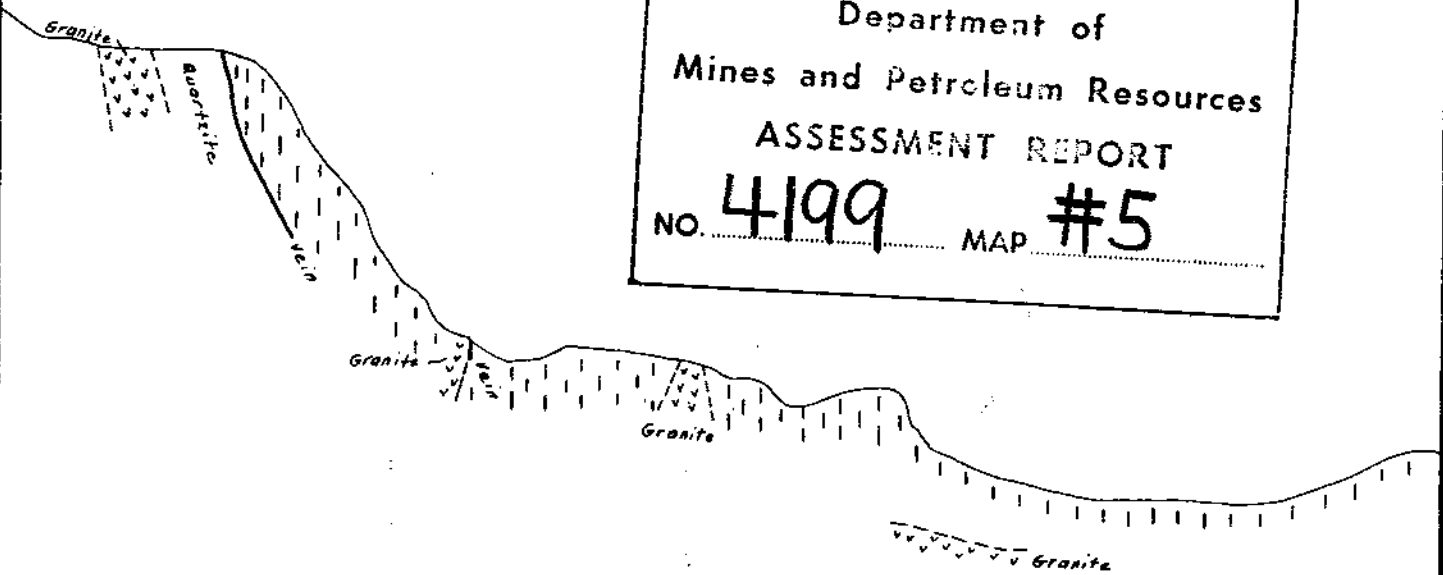 Department of
Mines and Petroleum Resources
ASSESSMENT REPORT
NO. 4199 MAP #5
Granite
Quartzite
vein
Granite
vein
Granite
Granite